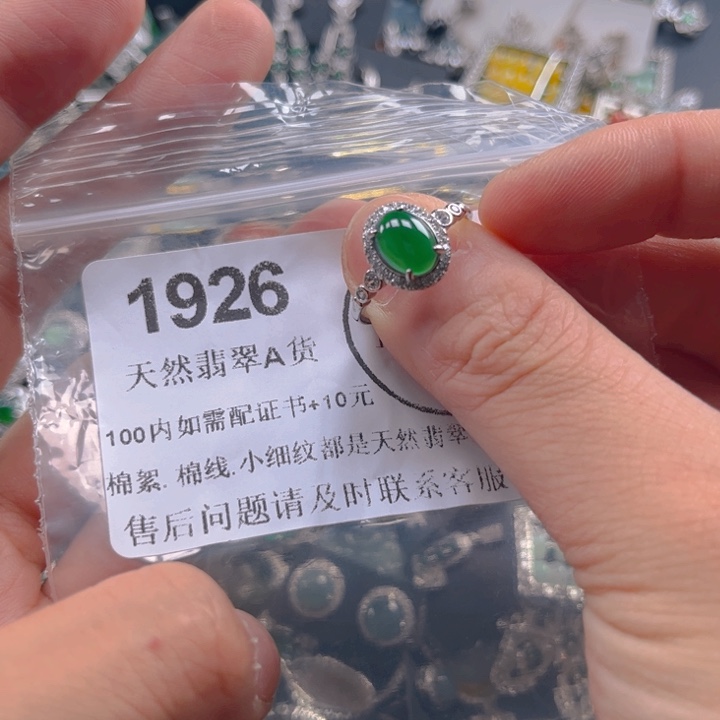 1926
天然翡翠A货
100内如需配证书+10元
棉絮. 棉线.小细纹都是天然翡翠
售后问题请及时联系客服